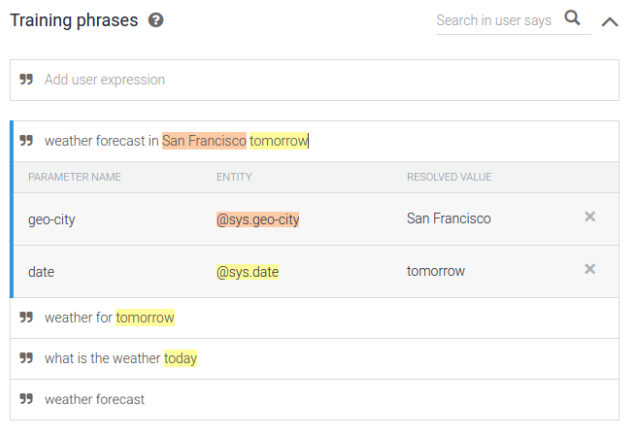 Training phrases ?
Search in user says
Add user expression
weather forecast in San Francisco tomorrow
PARAMETER NAME ENTITY RESOLVED VALUE
geo-city @sys.geo-city San Francisco
date @sys.date tomorrow
weather for tomorrow
what is the weather today
weather forecast